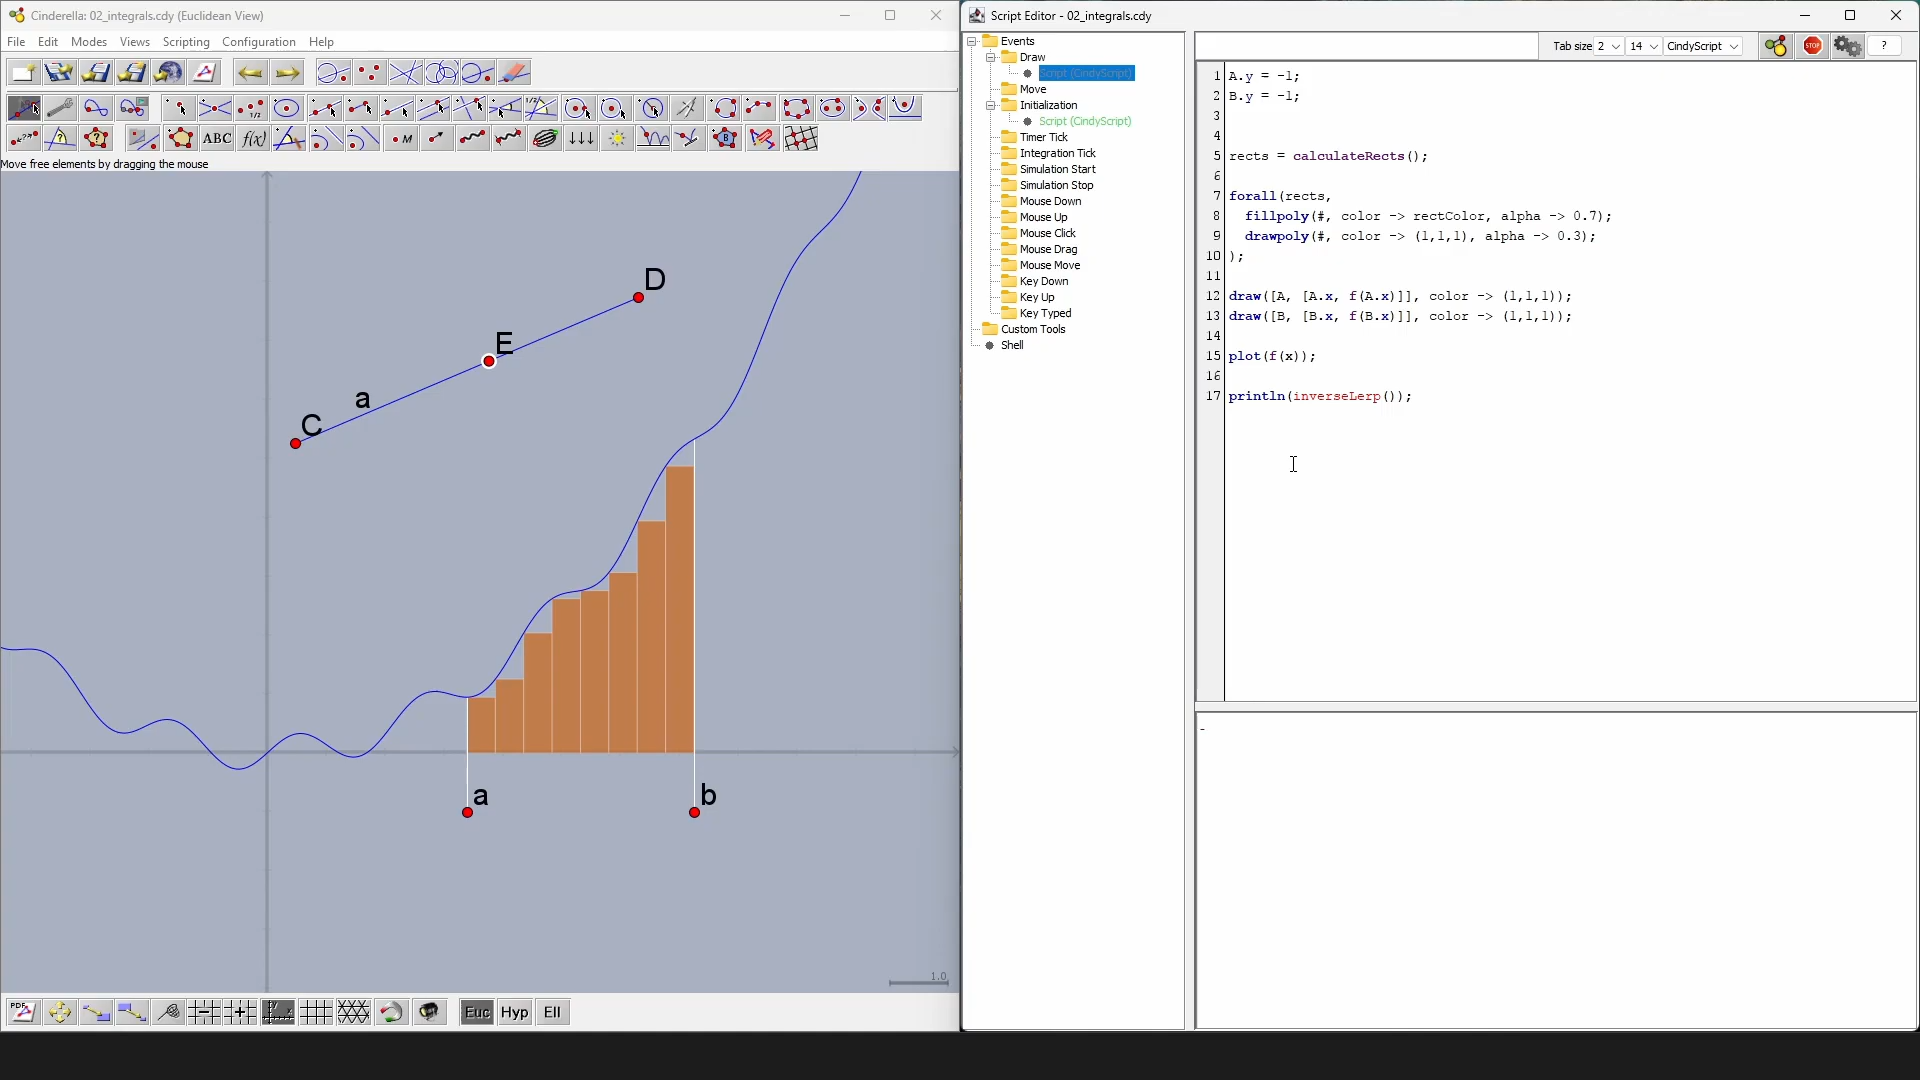 Cinderella: 02_integrals.cdy (Euclidean View)
File Edit Modes Views Scripting Configuration Help
ABC f(x) M
Move free elements by dragging the mouse
D
E
a
C
a
b
1.0
PDF
Euc Hyp Ell
Script Editor - 02_integrals.cdy
Tab size 2 14 CindyScript STOP ?
Events
Draw
Script (CindyScript)
Move
Initialization
Script (CindyScript)
Timer Tick
Integration Tick
Simulation Start
Simulation Stop
Mouse Down
Mouse Up
Mouse Click
Mouse Drag
Mouse Move
Key Down
Key Up
Key Typed
Custom Tools
Shell
1 A.y = -1;
2 B.y = -1;
3
4
5 rects = calculateRects();
6
7 forall(rects,
8 fillpoly(#, color -> rectColor, alpha -> 0.7);
9 drawpoly(#, color -> (1,1,1), alpha -> 0.3);
10 );
11
12 draw([A, [A.x, f(A.x)]], color -> (1,1,1));
13 draw([B, [B.x, f(B.x)]], color -> (1,1,1));
14
15 plot(f(x));
16
17 println(inverseLerp());
-